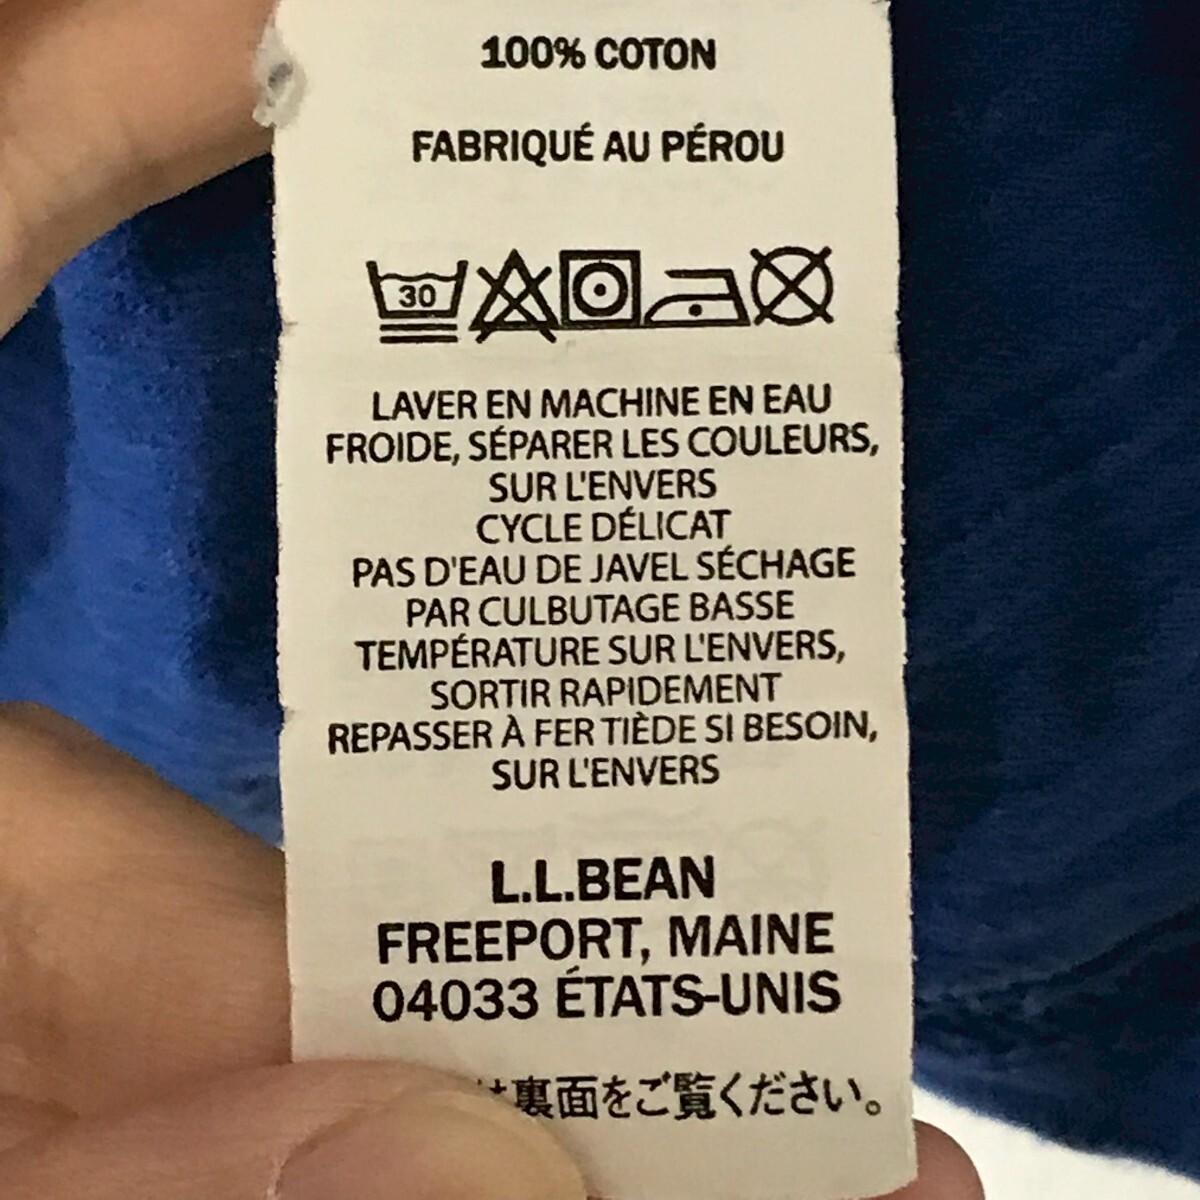 100% COTON
FABRIQUÉ AU PÉROU
30
LAVER EN MACHINE EN EAU
FROIDE, SÉPARER LES COULEURS,
SUR L'ENVERS
CYCLE DÉLICAT
PAS D'EAU DE JAVEL SÉCHAGE
PAR CULBUTAGE BASSE
TEMPÉRATURE SUR L'ENVERS,
SORTIR RAPIDEMENT
REPASSER À FER TIÈDE SI BESOIN,
SUR L'ENVERS
L.L.BEAN
FREEPORT, MAINE
04033 ÉTATS-UNIS
は裏面をご覧ください。